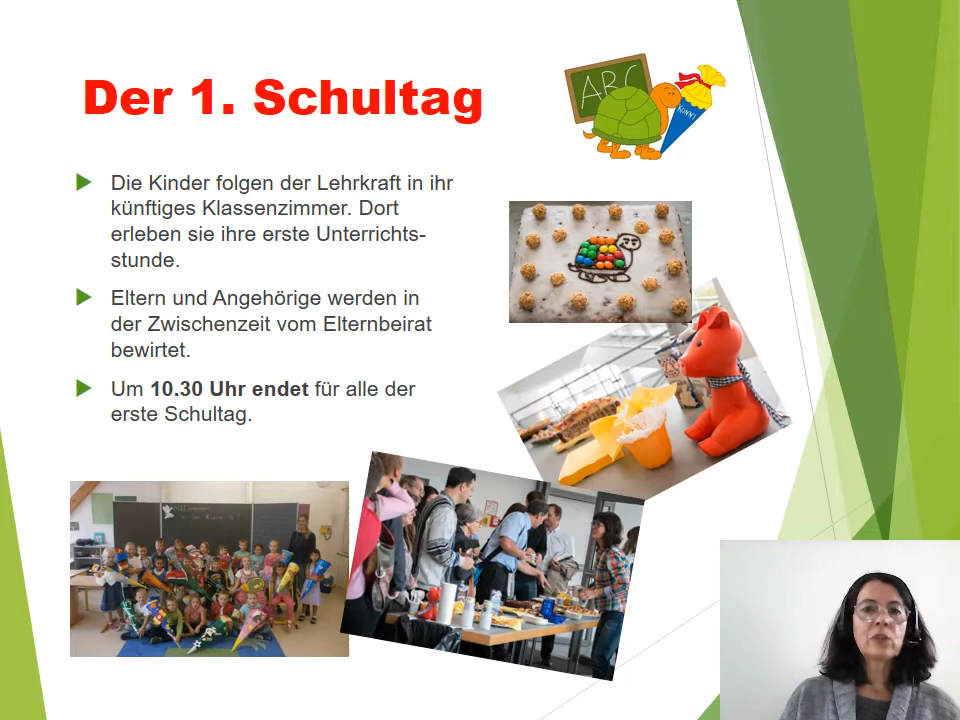 Der 1. Schultag
ABC
KONNI
Die Kinder folgen der Lehrkraft in ihr
künftiges Klassenzimmer. Dort
erleben sie ihre erste Unterrichts-
stunde.
Eltern und Angehörige werden in
der Zwischenzeit vom Elternbeirat
bewirtet.
Um 10.30 Uhr endet für alle der
erste Schultag.